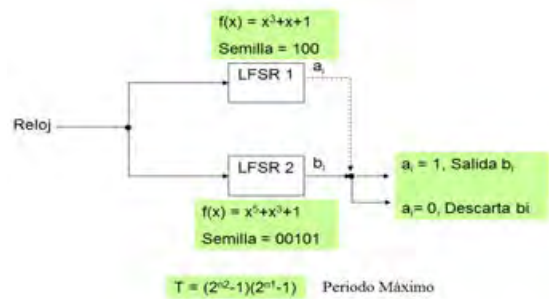 f(x) = x³+x+1
Semilla = 100
LFSR 1
aᵢ
Reloj
LFSR 2
bᵢ
aᵢ = 1, Salida bᵢ
aᵢ= 0, Descarta bi
f(x) = x⁵+x³+1
Semilla = 00101
T = (2ⁿ²-1)(2ⁿ¹-1) Periodo Máximo